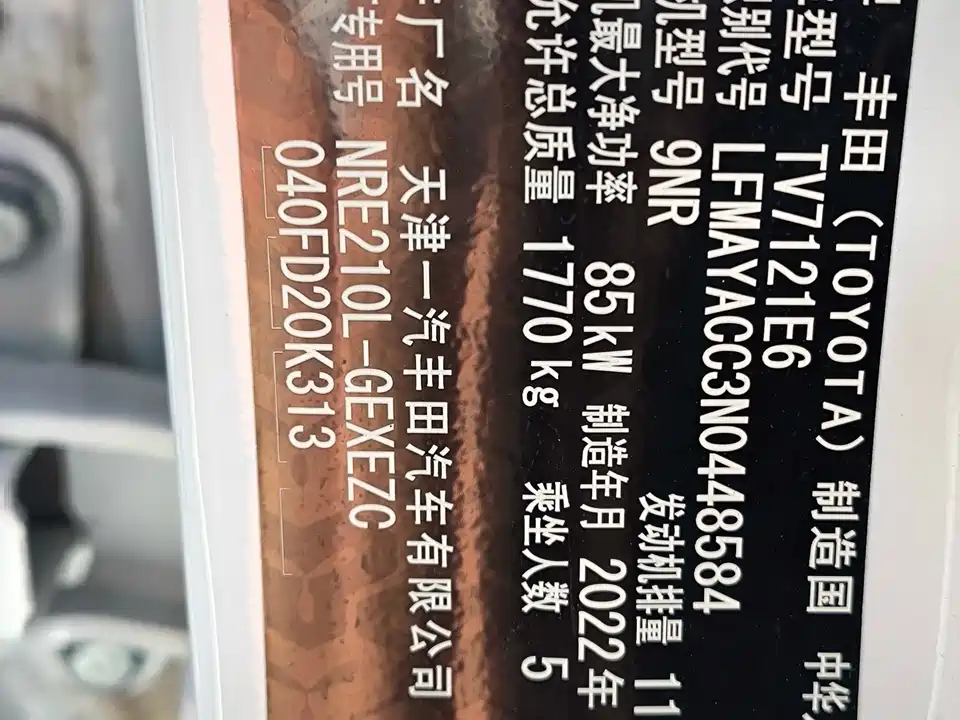 丰田（TOYOTA） 制造国 中华
型号 TV7121E6
别代号 LFMAYACC3N0448584
机型号 9NR 发动机排量 11
机最大净功率 85kW 制造年月 2022年
允许总质量 1770kg 乘坐人数 5
厂名 天津一汽丰田汽车有限公司
专用号 NRE210L-GEXEZC
040FD20K313